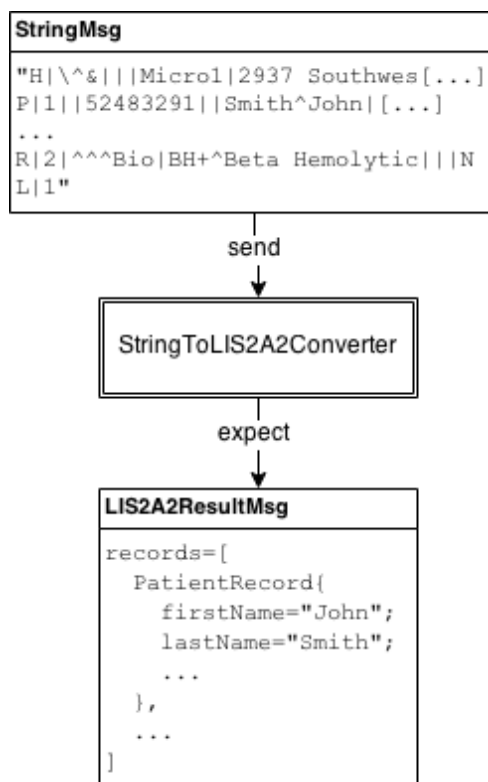 StringMsg
"H|\^&|||Micro1|2937 Southwes[...]
P|1||52483291||Smith^John|[...]
...
R|2|^^^Bio|BH+^Beta Hemolytic|||N
L|1"
send
StringToLIS2A2Converter
expect
LIS2A2ResultMsg
records=[
PatientRecord{
firstName="John";
lastName="Smith";
...
},
...
]